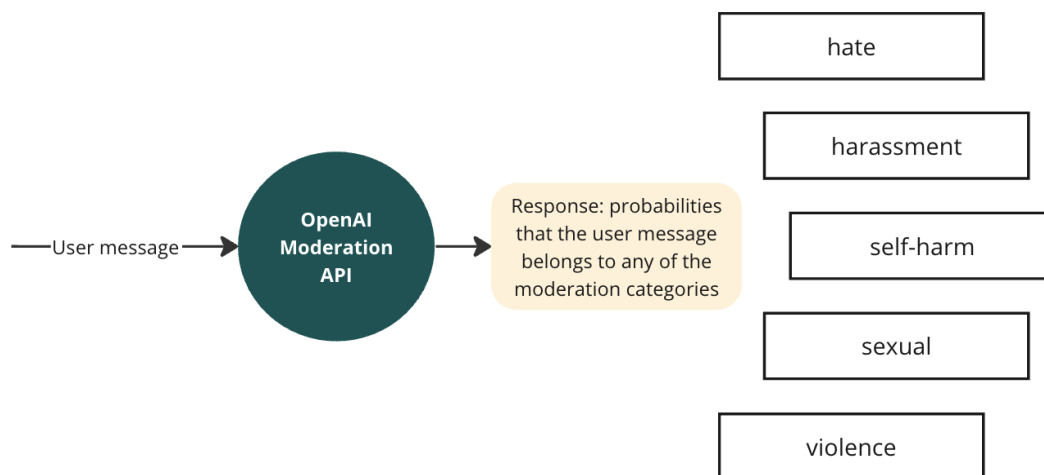 User message
OpenAI
Moderation
API
Response: probabilities
that the user message
belongs to any of the
moderation categories
hate
harassment
self-harm
sexual
violence